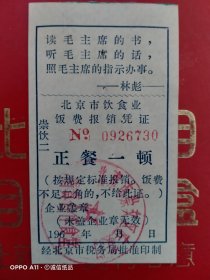 读毛主席的书，
听毛主席的话，
照毛主席的指示办事。
——林彪
北京市饮食业
饭费报销凭证
崇饮二
№ 0926730
正餐一顿
（按规定标准报销，饭费
不足二角的，不给此证。）
企业盖章
（未盖企业章无效）
196 年 月 日
经北京市税务局批准印制